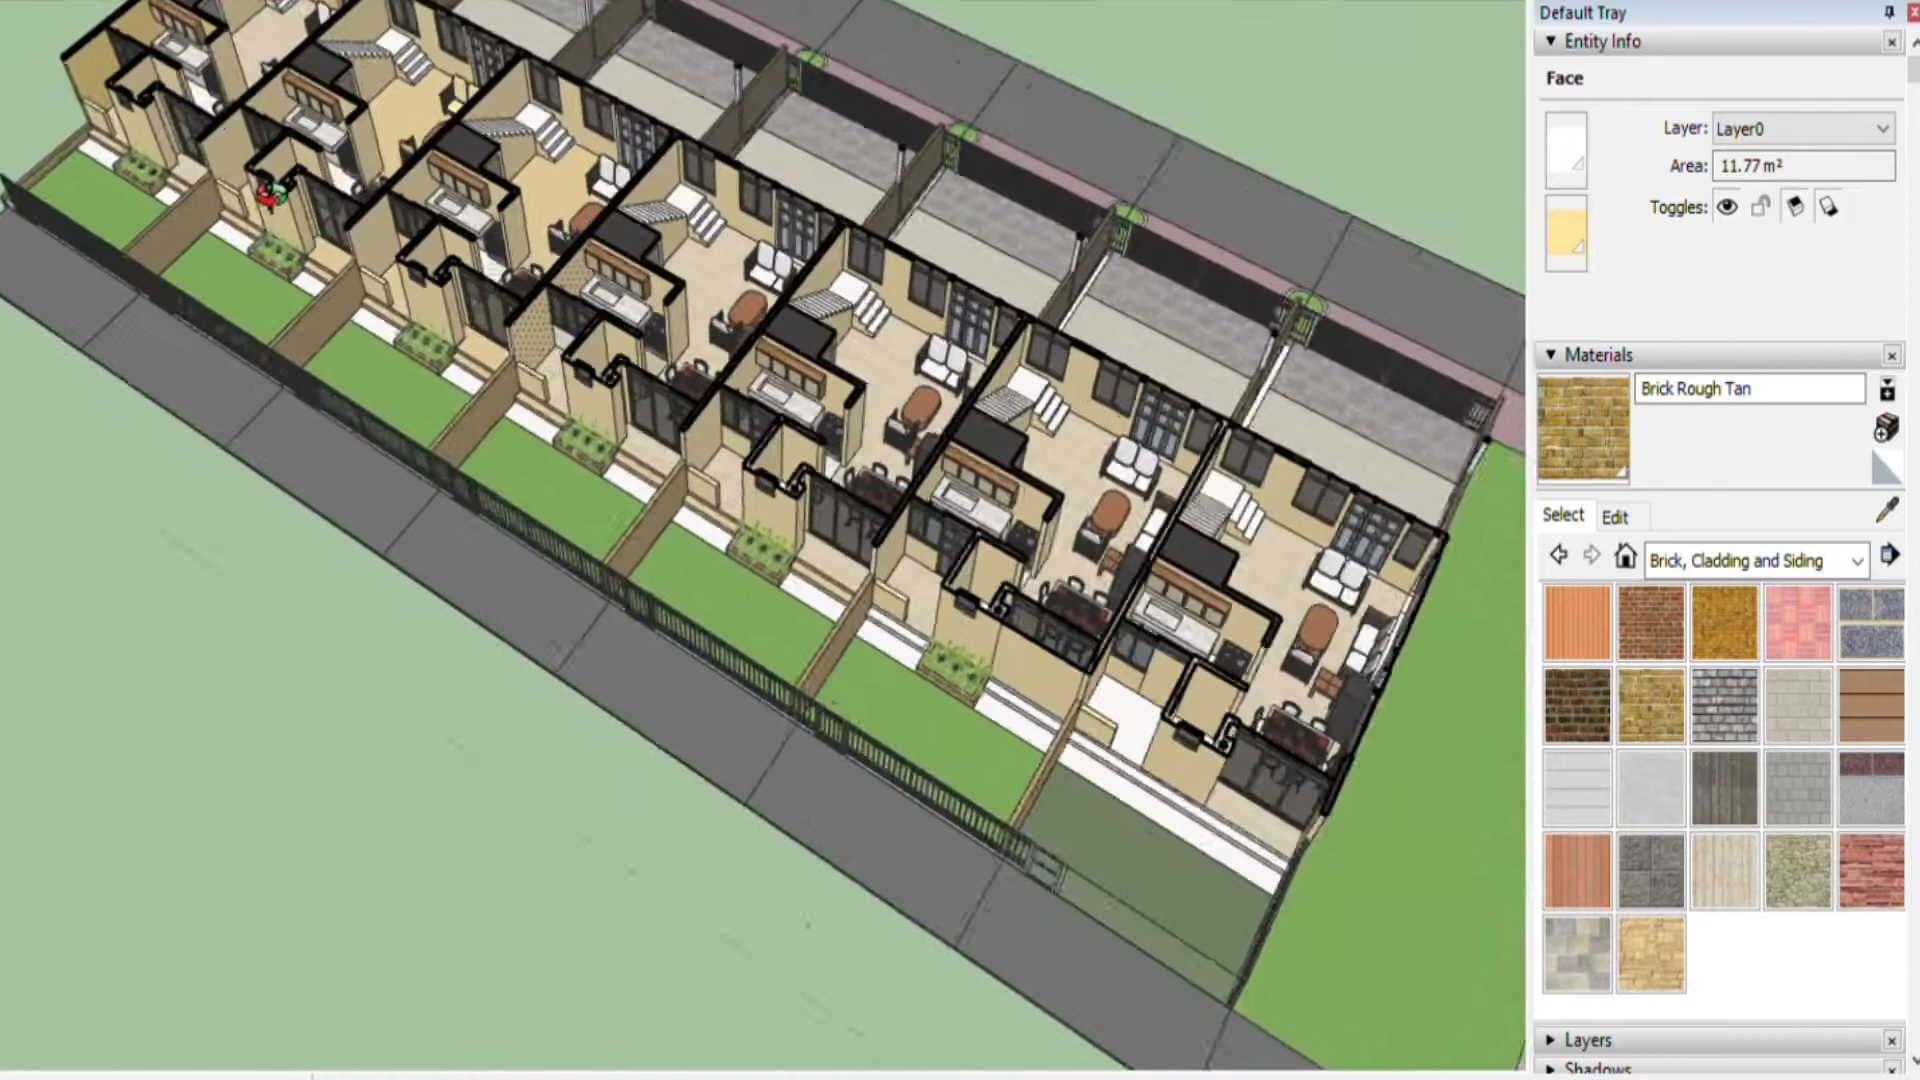 Default Tray
Entity Info
Face
Layer: Layer0
Area: 11.77 m²
Toggles:
Materials
Brick Rough Tan
Select Edit
Brick, Cladding and Siding
Layers
Shadows